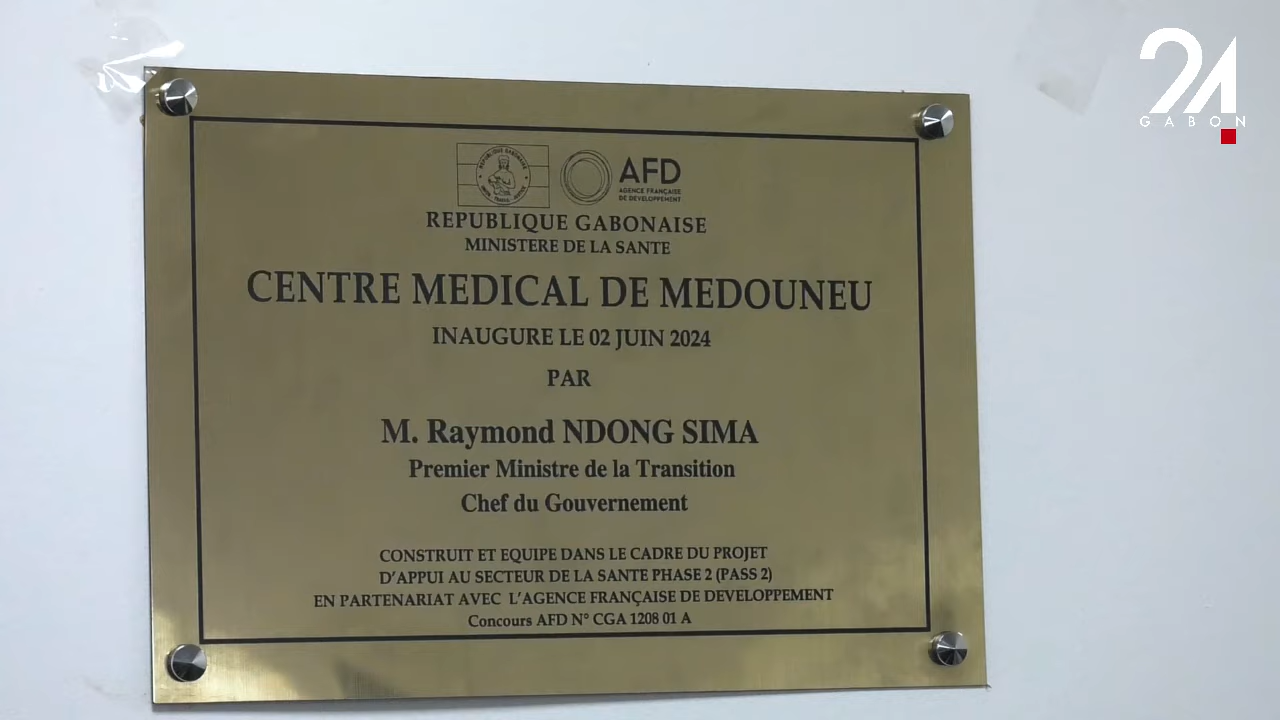 24
GABON
AFD
AGENCE FRANÇAISE
DE DEVELOPPEMENT
REPUBLIQUE GABONAISE
MINISTERE DE LA SANTE
CENTRE MEDICAL DE MEDOUNEU
INAUGURE LE 02 JUIN 2024
PAR
M. Raymond NDONG SIMA
Premier Ministre de la Transition
Chef du Gouvernement
CONSTRUIT ET EQUIPE DANS LE CADRE DU PROJET
D'APPUI AU SECTEUR DE LA SANTE PHASE 2 (PASS 2)
EN PARTENARIAT AVEC L'AGENCE FRANÇAISE DE DEVELOPPEMENT
Concours AFD N° CGA 1208 01 A